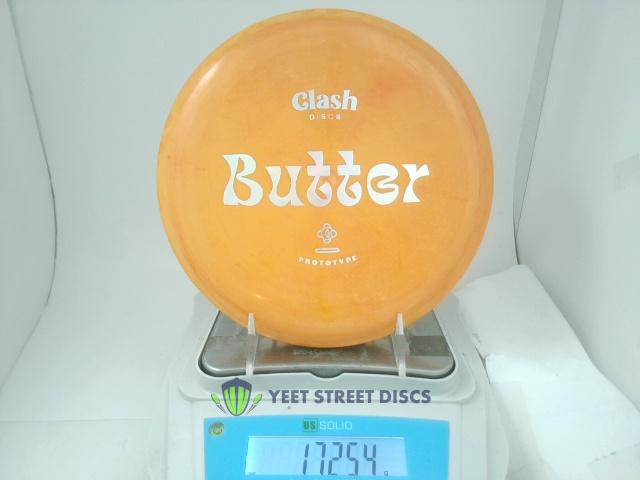 Clash
DISCS
Butter
PROTOTYPE
YEET STREET DISCS
US SOLID
172.54 g